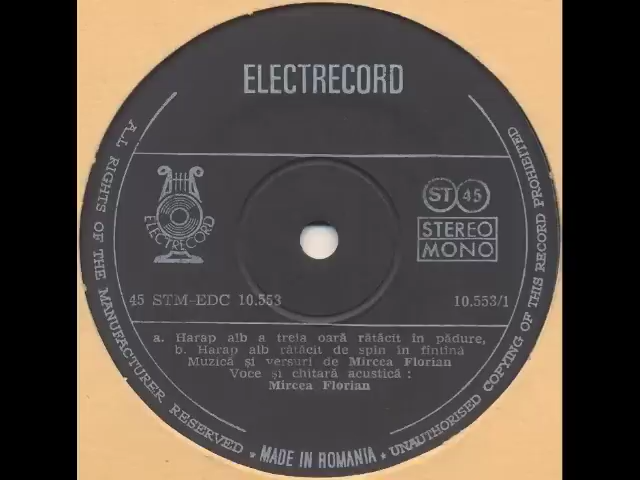 ELECTRECORD
ELECTRECORD
ST 45
STEREO
MONO
45 STM-EDC 10.553
10.553/1
a. Harap alb a treia oară rătăcit în pădure,
b. Harap alb rătăcit de spin în fîntînă
Muzică și versuri de Mircea Florian
Voce și chitară acustică :
Mircea Florian
ALL RIGHTS OF THE MANUFACTURER RESERVED * MADE IN ROMANIA * UNAUTHORISED COPYING OF THIS RECORD PROHIBITED